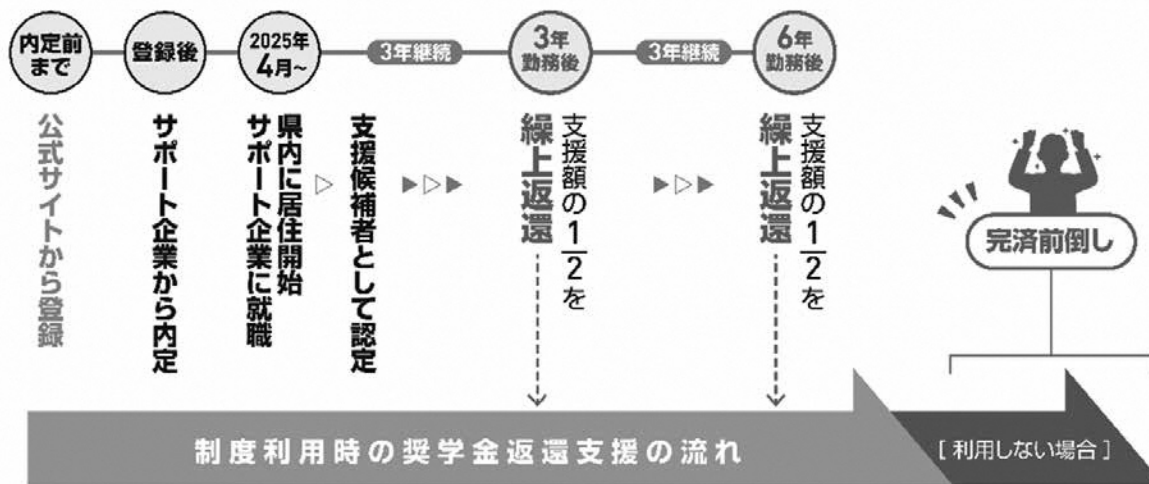 内定前
まで
登録後
2025年
4月～
3年継続
3年
勤務後
3年継続
6年
勤務後
公式サイトから登録
サポート企業から内定
県内に居住開始
サポート企業に就職
支援候補者として認定
支援額の1/2を
繰上返還
支援額の1/2を
繰上返還
完済前倒し
制度利用時の奨学金返還支援の流れ
[利用しない場合]